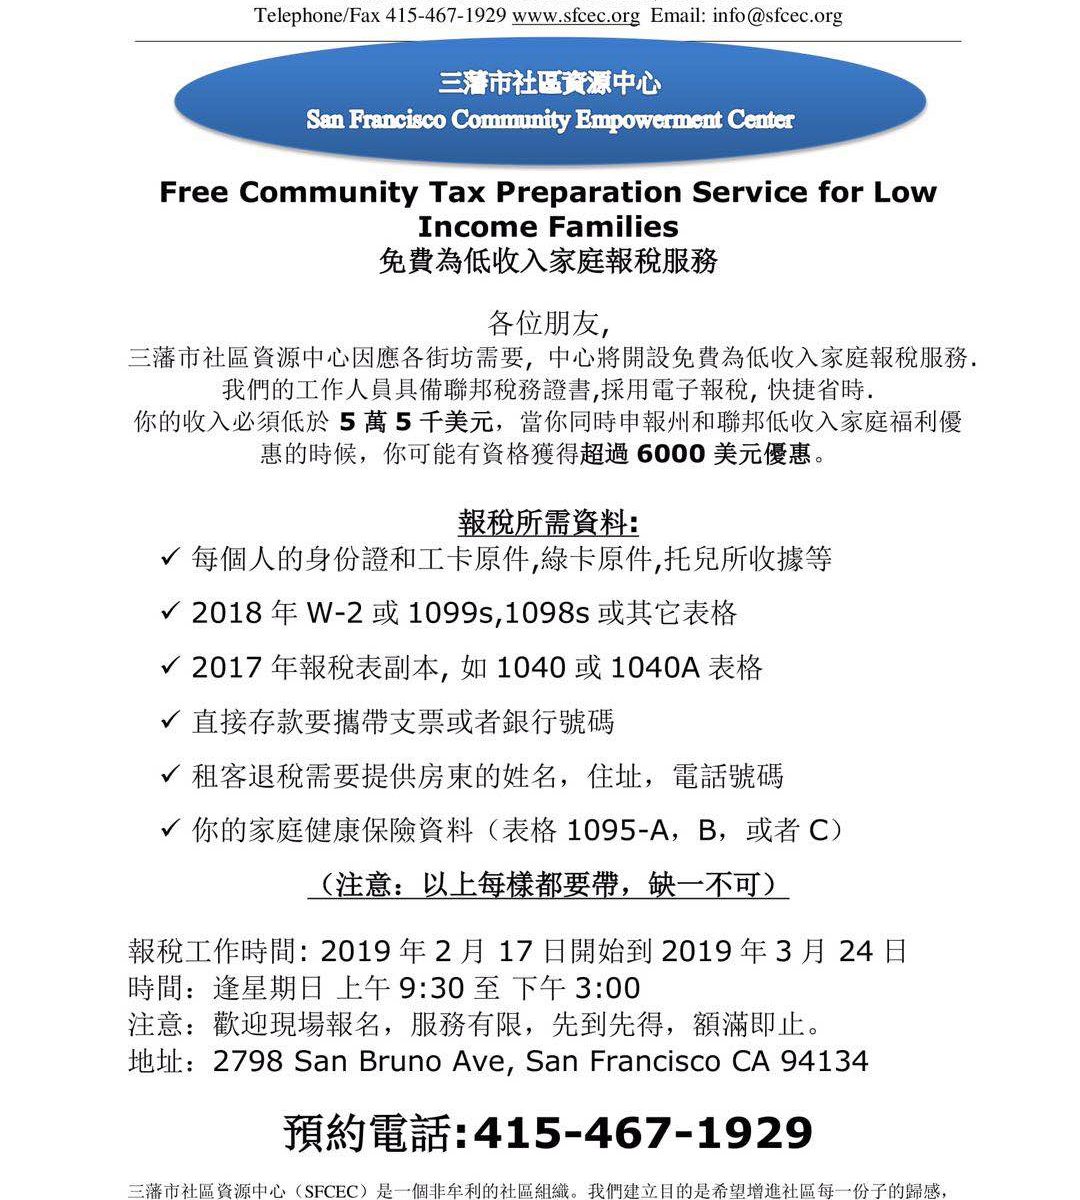 Telephone/Fax 415-467-1929 www.sfcec.org Email: info@sfcec.org
三藩市社區資源中心
San Francisco Community Empowerment Center
Free Community Tax Preparation Service for Low
Income Families
免費為低收入家庭報稅服務
各位朋友,
三藩市社區資源中心因應各街坊需要, 中心將開設免費為低收入家庭報稅服務.
我們的工作人員具備聯邦稅務證書,採用電子報稅, 快捷省時.
你的收入必須低於 5 萬 5 千美元，當你同時申報州和聯邦低收入家庭福利優
惠的時候，你可能有資格獲得超過 6000 美元優惠。
報稅所需資料:
✓ 每個人的身份證和工卡原件,綠卡原件,托兒所收據等
✓ 2018 年 W-2 或 1099s,1098s 或其它表格
✓ 2017 年報稅表副本, 如 1040 或 1040A 表格
✓ 直接存款要攜帶支票或者銀行號碼
✓ 租客退稅需要提供房東的姓名，住址，電話號碼
✓ 你的家庭健康保險資料（表格 1095-A，B，或者 C）
（注意：以上每樣都要帶，缺一不可）
報稅工作時間: 2019 年 2 月 17 日開始到 2019 年 3 月 24 日
時間：逢星期日 上午 9:30 至 下午 3:00
注意：歡迎現場報名，服務有限，先到先得，額滿即止。
地址：2798 San Bruno Ave, San Francisco CA 94134
預約電話:415-467-1929
三藩市社區資源中心（SFCEC）是一個非牟利的社區組織。我們建立目的是希望增進社區每一份子的歸感，